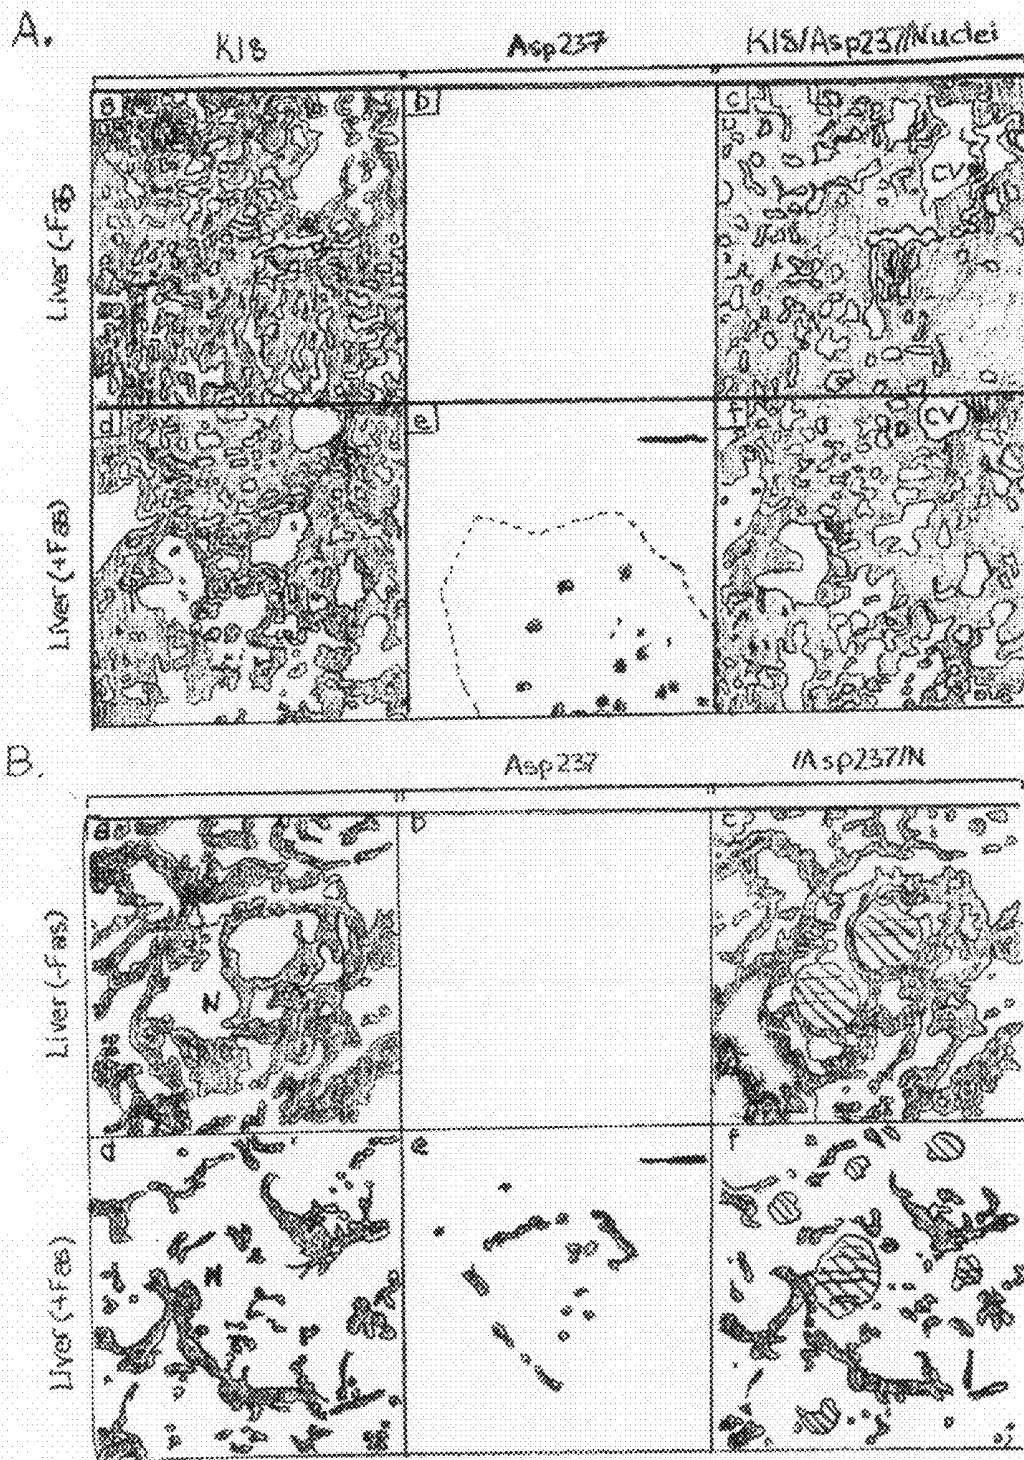 A.
K18 Asp237 K18/Asp237/Nuclei
a b c
CV
Liver (-Fas)
d e f
CV
Liver (+Fas)
B.
Asp237 /Asp237/N
a b c
N
Liver (-Fas)
d e f
N
Liver (+Fas)